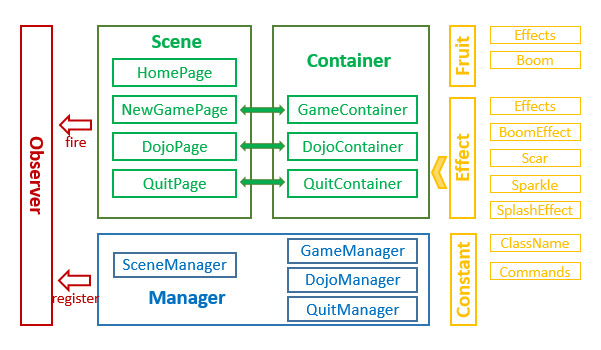 Observer
fire
register
Scene
HomePage
NewGamePage
DojoPage
QuitPage
Container
GameContainer
DojoContainer
QuitContainer
SceneManager
Manager
GameManager
DojoManager
QuitManager
Fruit
Effects
Boom
Effect
Effects
BoomEffect
Scar
Sparkle
SplashEffect
Constant
ClassName
Commands